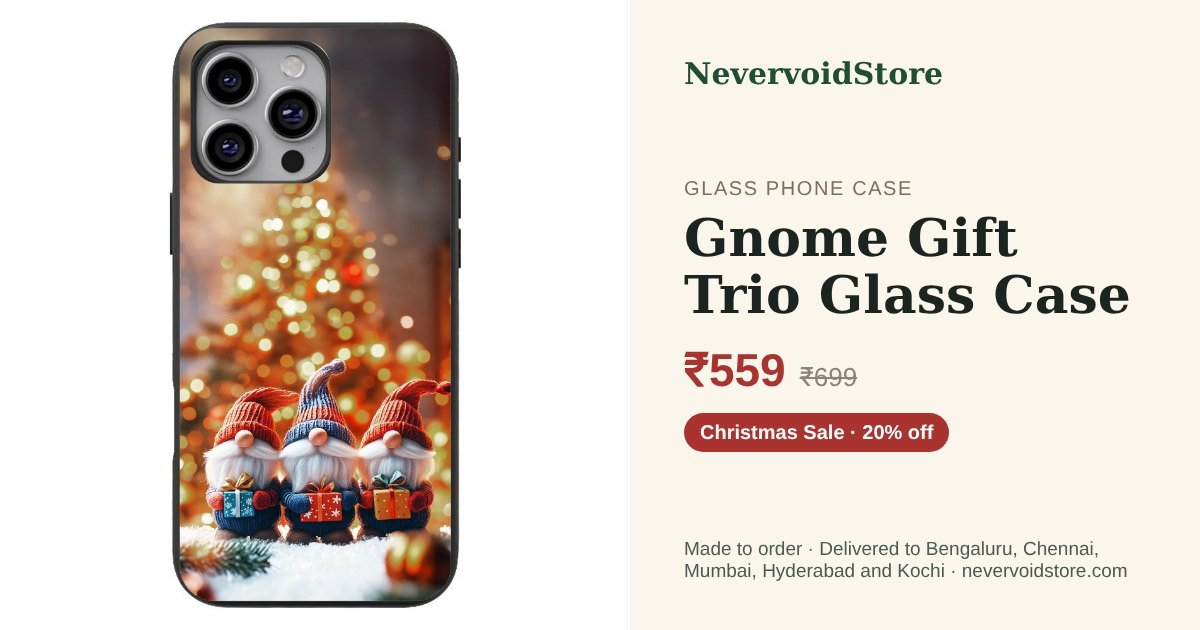 NevervoidStore
GLASS PHONE CASE
Gnome Gift
Trio Glass Case
₹559 ₹699
Christmas Sale · 20% off
Made to order · Delivered to Bengaluru, Chennai,
Mumbai, Hyderabad and Kochi · nevervoidstore.com